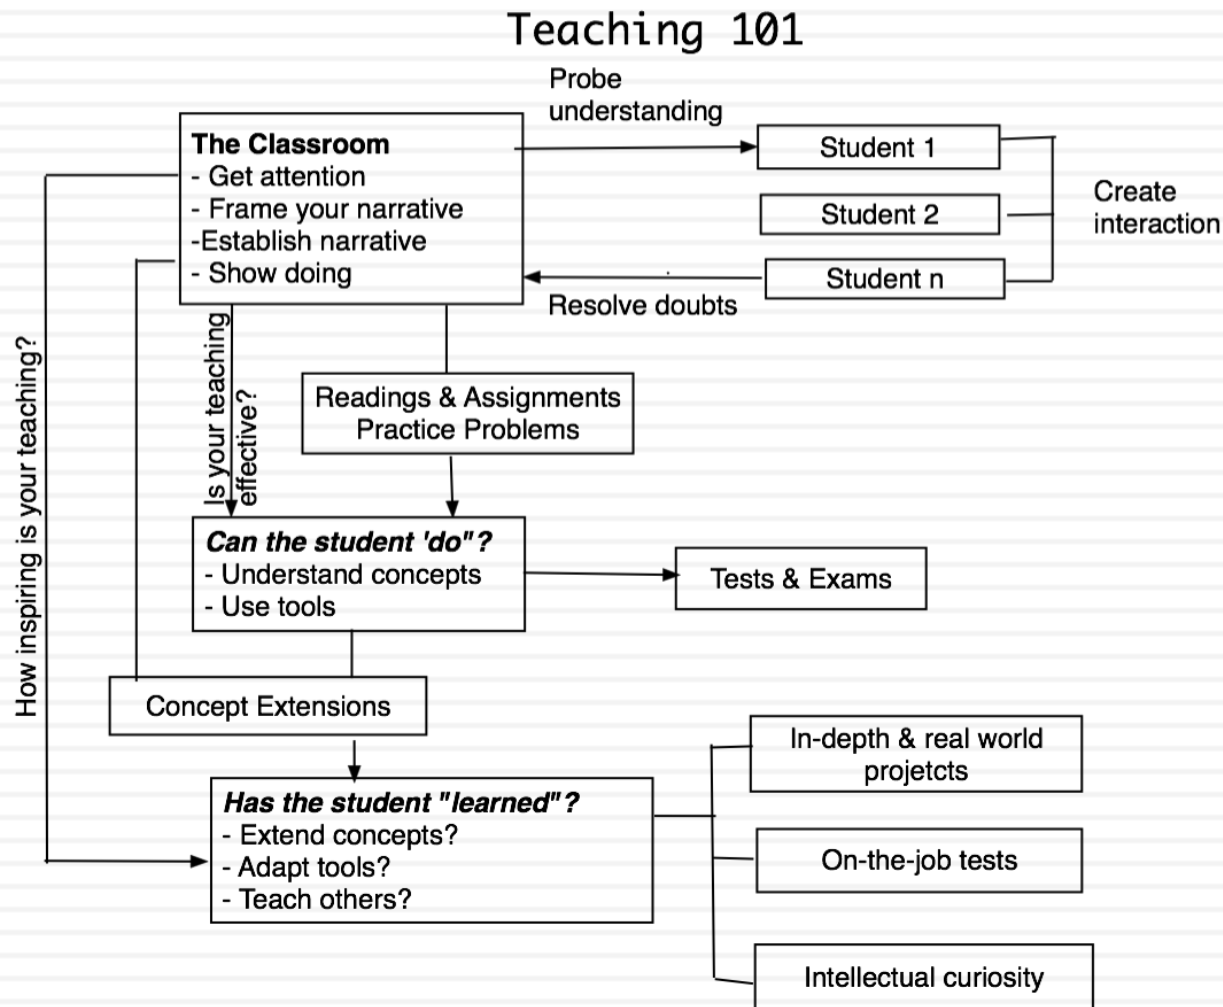 Teaching 101
Probe
understanding
The Classroom
- Get attention
- Frame your narrative
-Establish narrative
- Show doing
Student 1
Student 2
Student n
Create
interaction
Resolve doubts
How inspiring is your teaching?
Is your teaching
effective?
Readings & Assignments
Practice Problems
Can the student 'do"?
- Understand concepts
- Use tools
Tests & Exams
Concept Extensions
Has the student "learned"?
- Extend concepts?
- Adapt tools?
- Teach others?
In-depth & real world
projetcts
On-the-job tests
Intellectual curiosity